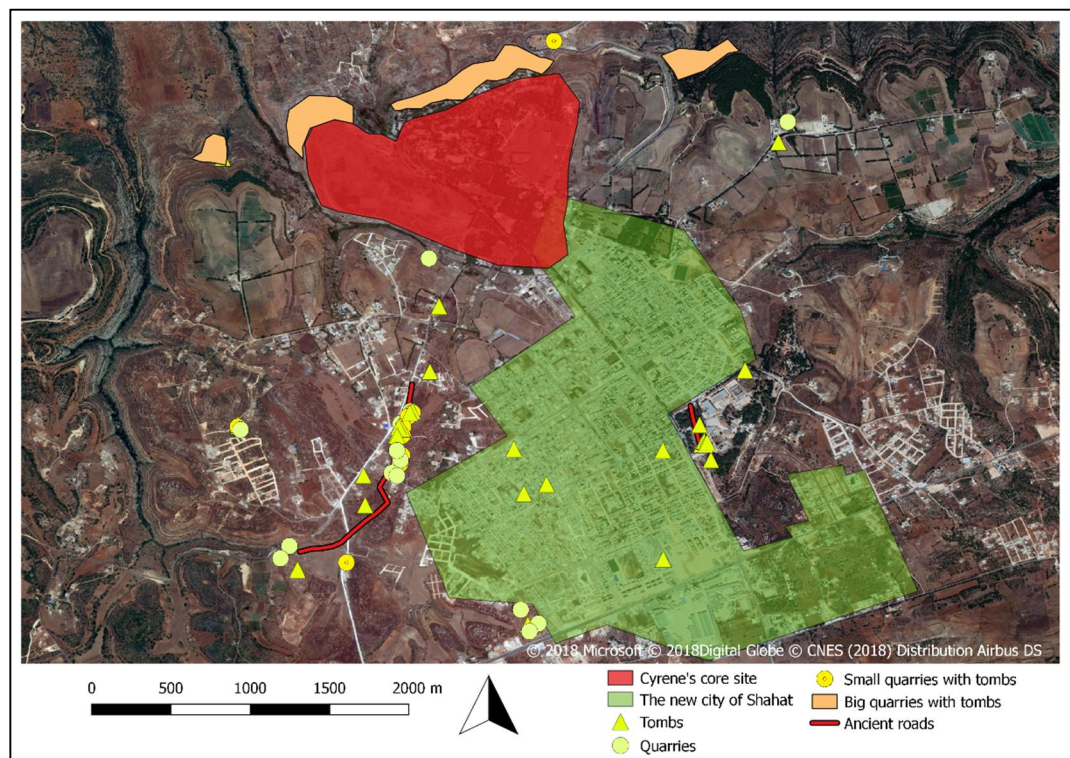 © 2018 Microsoft © 2018Digital Globe © CNES (2018) Distribution Airbus DS
0 500 1000 1500 2000 m
Cyrene's core site
The new city of Shahat
Tombs
Quarries
Small quarries with tombs
Big quarries with tombs
Ancient roads